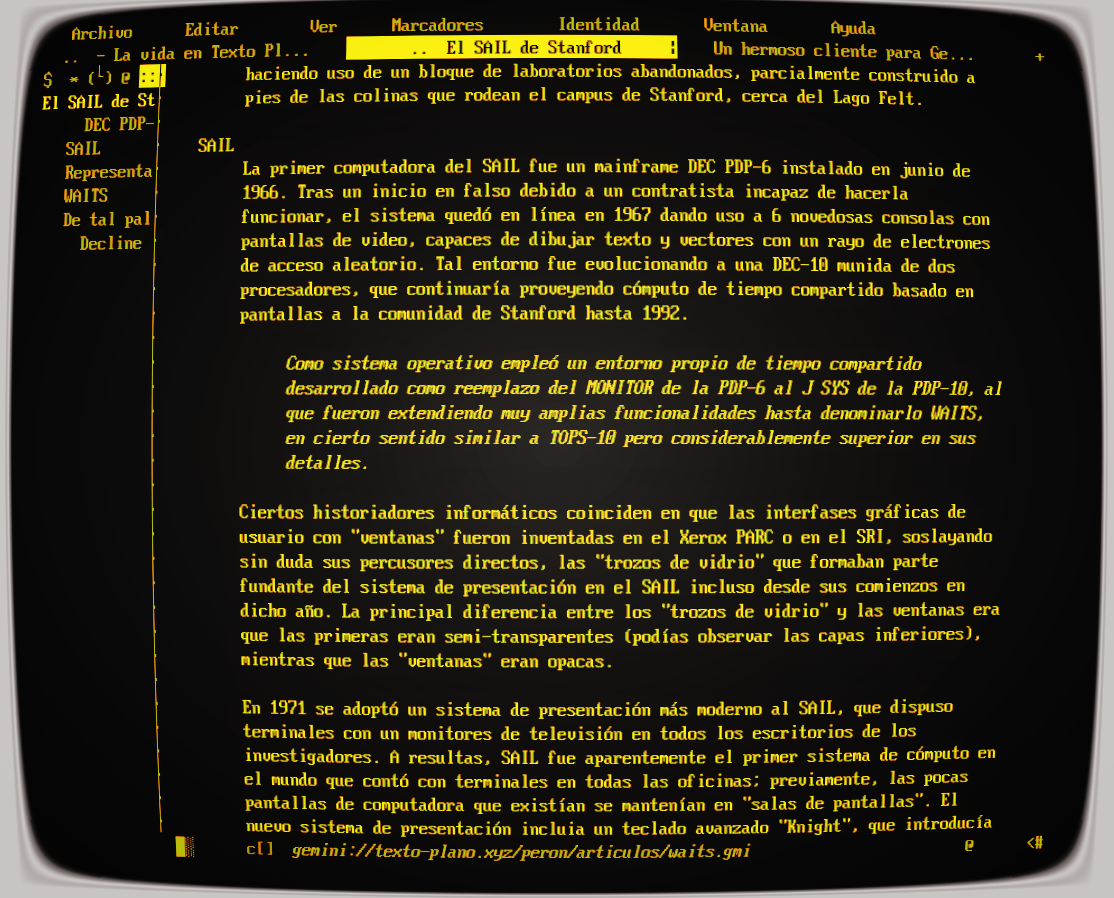 Archivo Editar Ver Marcadores Identidad Ventana Ayuda
.. - La vida en Texto Pl... .. El SAIL de Stanford Un hermoso cliente para Ge... +
$ * (└) @ ::
haciendo uso de un bloque de laboratorios abandonados, parcialmente construido a
El SAIL de St
pies de las colinas que rodean el campus de Stanford, cerca del Lago Felt.
DEC PDP-
SAIL
Representa
WAITS
De tal pal
Decline
SAIL
La primer computadora del SAIL fue un mainframe DEC PDP-6 instalado en junio de
1966. Tras un inicio en falso debido a un contratista incapaz de hacerla
funcionar, el sistema quedó en línea en 1967 dando uso a 6 novedosas consolas con
pantallas de video, capaces de dibujar texto y vectores con un rayo de electrones
de acceso aleatorio. Tal entorno fue evolucionando a una DEC-10 munida de dos
procesadores, que continuaría proveyendo cómputo de tiempo compartido basado en
pantallas a la comunidad de Stanford hasta 1992.
Como sistema operativo empleó un entorno propio de tiempo compartido
desarrollado como reemplazo del MONITOR de la PDP-6 al J SYS de la PDP-10, al
que fueron extendiendo muy amplias funcionalidades hasta denominarlo WAITS,
en cierto sentido similar a TOPS-10 pero considerablemente superior en sus
detalles.
Ciertos historiadores informáticos coinciden en que las interfases gráficas de
usuario con "ventanas" fueron inventadas en el Xerox PARC o en el SRI, soslayando
sin duda sus percusores directos, las "trozos de vidrio" que formaban parte
fundante del sistema de presentación en el SAIL incluso desde sus comienzos en
dicho año. La principal diferencia entre los "trozos de vidrio" y las ventanas era
que las primeras eran semi-transparentes (podías observar las capas inferiores),
mientras que las "ventanas" eran opacas.
En 1971 se adoptó un sistema de presentación más moderno al SAIL, que dispuso
terminales con un monitores de televisión en todos los escritorios de los
investigadores. A resultas, SAIL fue aparentemente el primer sistema de cómputo en
el mundo que contó con terminales en todas las oficinas; previamente, las pocas
pantallas de computadora que existían se mantenían en "salas de pantallas". El
nuevo sistema de presentación incluia un teclado avanzado "Knight", que introducía
c[] gemini://texto-plano.xyz/peron/articulos/waits.gmi @ <#